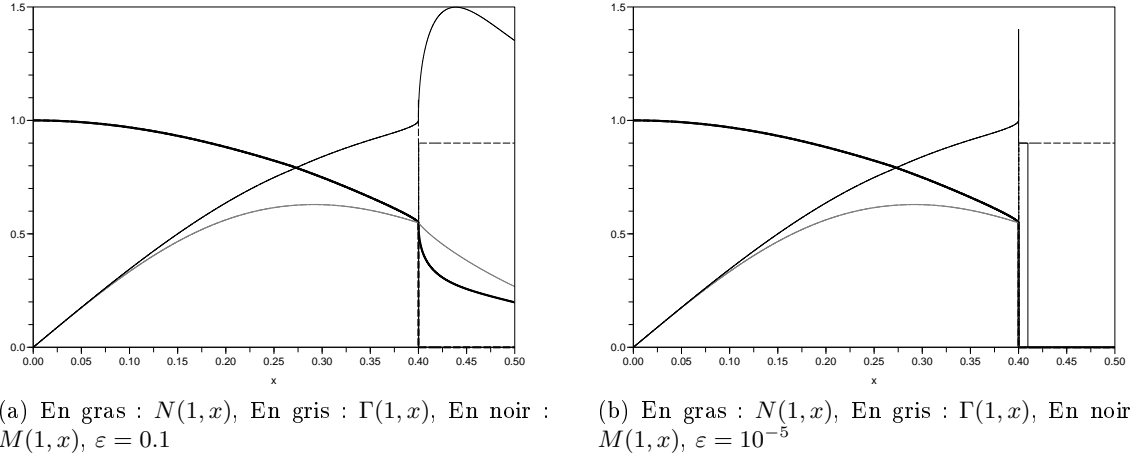 1.5
1.0
0.5
0.0
0.00 0.05 0.10 0.15 0.20 0.25 0.30 0.35 0.40 0.45 0.50
x
1.5
1.0
0.5
0.0
0.00 0.05 0.10 0.15 0.20 0.25 0.30 0.35 0.40 0.45 0.50
x
(a) En gras : N(1, x), En gris : Γ(1, x), En noir :
M(1, x), ε = 0.1
(b) En gras : N(1, x), En gris : Γ(1, x), En noir
M(1, x), ε = 10⁻⁵